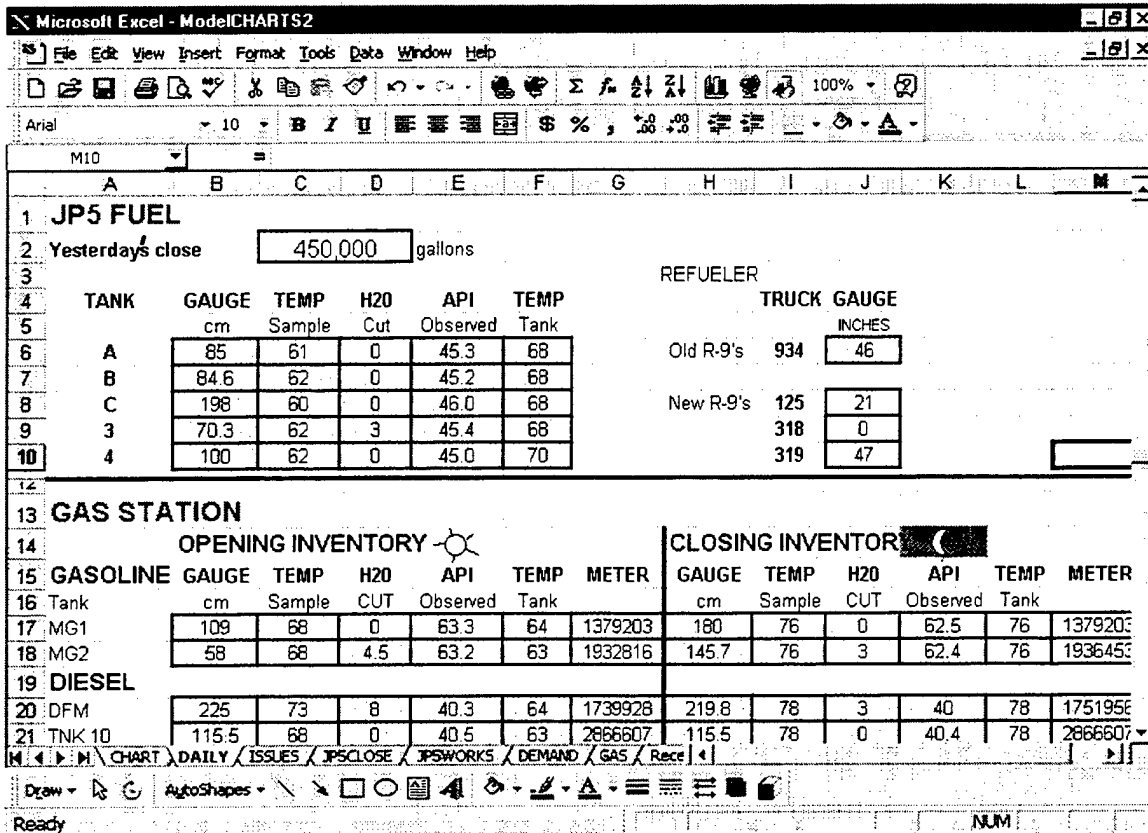 Microsoft Excel - ModelCHARTS2
File Edit View Insert Format Tools Data Window Help
100%
Arial 10 B I U $ % ,
M10 =
A B C D E F G H I J K L M
1 JP5 FUEL
2 Yesterday's close 450,000 gallons
3 REFUELER
4 TANK GAUGE TEMP H20 API TEMP TRUCK GAUGE
5 cm Sample Cut Observed Tank INCHES
6 A 85 61 0 45.3 68 Old R-9's 934 46
7 B 84.6 62 0 45.2 68
8 C 198 60 0 46.0 68 New R-9's 125 21
9 3 70.3 62 3 45.4 68 318 0
10 4 100 62 0 45.0 70 319 47
12
13 GAS STATION
14 OPENING INVENTORY CLOSING INVENTOR
15 GASOLINE GAUGE TEMP H20 API TEMP METER GAUGE TEMP H20 API TEMP METER
16 Tank cm Sample CUT Observed Tank cm Sample CUT Observed Tank
17 MG1 109 68 0 63.3 64 1379203 180 76 0 62.5 76 1379203
18 MG2 58 68 4.5 63.2 63 1932816 145.7 76 3 62.4 76 1936453
19 DIESEL
20 DFM 225 73 8 40.3 64 1739928 219.8 78 3 40 78 1751956
21 TNK 10 115.5 68 0 40.5 63 2866607 115.5 78 0 40.4 78 2866607
CHART DAILY ISSUES JP5CLOSE JP5WORKS DEMAND GAS Rece
Draw AutoShapes
Ready NUM